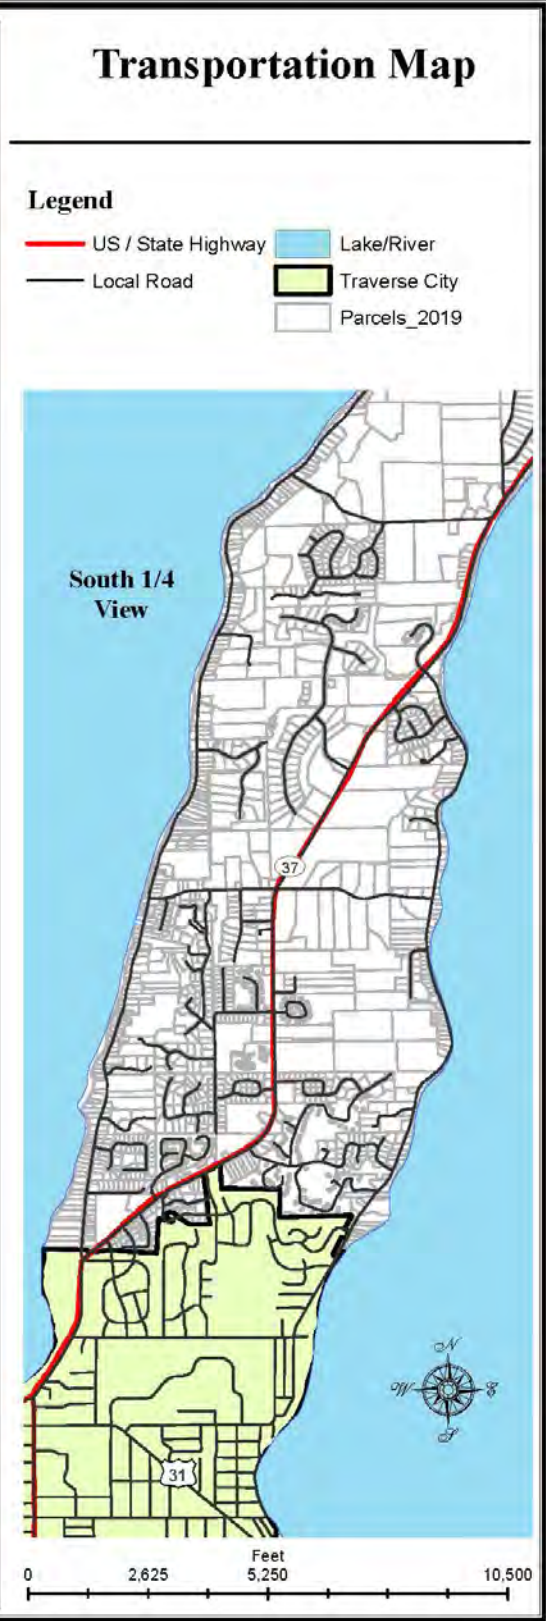 Transportation Map
Legend
US / State Highway
Lake/River
Local Road
Traverse City
Parcels_2019
South 1/4
View
37
N
W
E
S
31
Feet
0 2,625 5,250 10,500